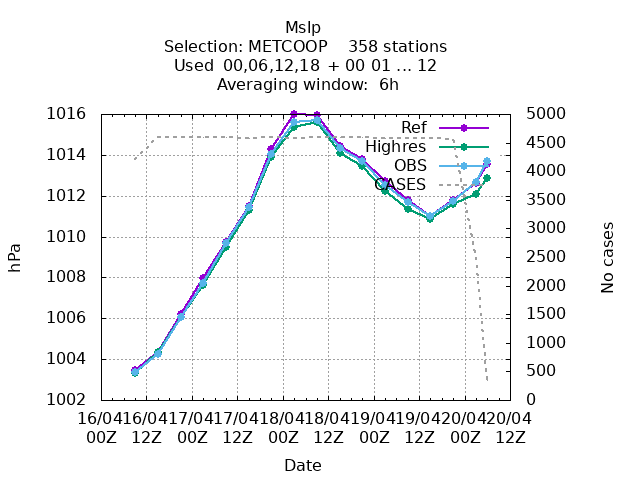 Mslp
Selection: METCOOP 358 stations
Used 00,06,12,18 + 00 01 ... 12
Averaging window: 6h
1016
1014
1012
1010
1008
1006
1004
1002
hPa
5000
4500
4000
3500
3000
2500
2000
1500
1000
500
0
No cases
Ref
Highres
OBS
CASES
16/04 16/04 17/04 17/04 18/04 18/04 19/04 19/04 20/04 20/04
00Z 12Z 00Z 12Z 00Z 12Z 00Z 12Z 00Z 12Z
Date